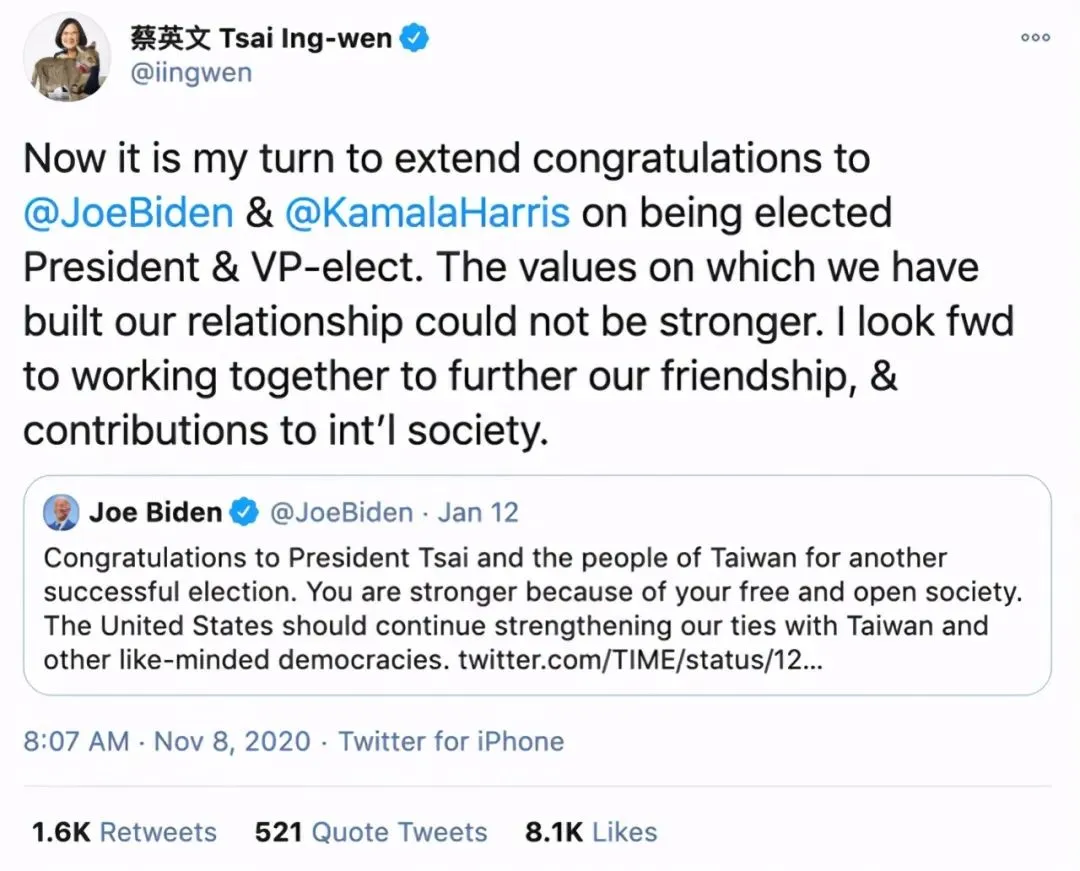 蔡英文 Tsai Ing-wen
@iingwen
Now it is my turn to extend congratulations to
@JoeBiden & @KamalaHarris on being elected
President & VP-elect. The values on which we have
built our relationship could not be stronger. I look fwd
to working together to further our friendship, &
contributions to int’l society.
Joe Biden @JoeBiden · Jan 12
Congratulations to President Tsai and the people of Taiwan for another
successful election. You are stronger because of your free and open society.
The United States should continue strengthening our ties with Taiwan and
other like-minded democracies. twitter.com/TIME/status/12...
8:07 AM · Nov 8, 2020 · Twitter for iPhone
1.6K Retweets 521 Quote Tweets 8.1K Likes